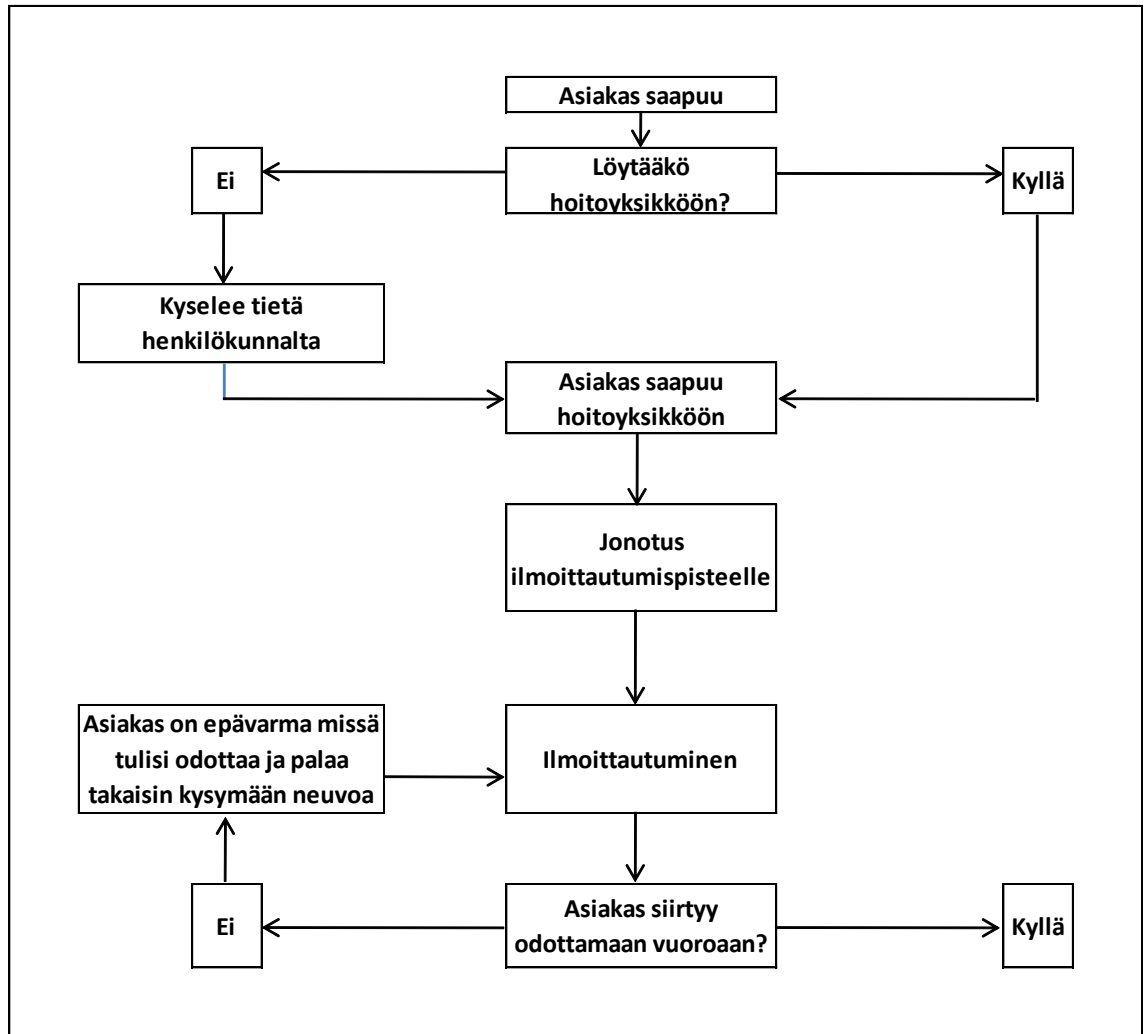 Asiakas saapuu
Ei
Löytääkö
hoitoyksikköön?
Kyllä
Kyselee tietä
henkilökunnalta
Asiakas saapuu
hoitoyksikköön
Jonotus
ilmoittautumispisteelle
Asiakas on epävarma missä
tulisi odottaa ja palaa
takaisin kysymään neuvoa
Ilmoittautuminen
Ei
Asiakas siirtyy
odottamaan vuoroaan?
Kyllä